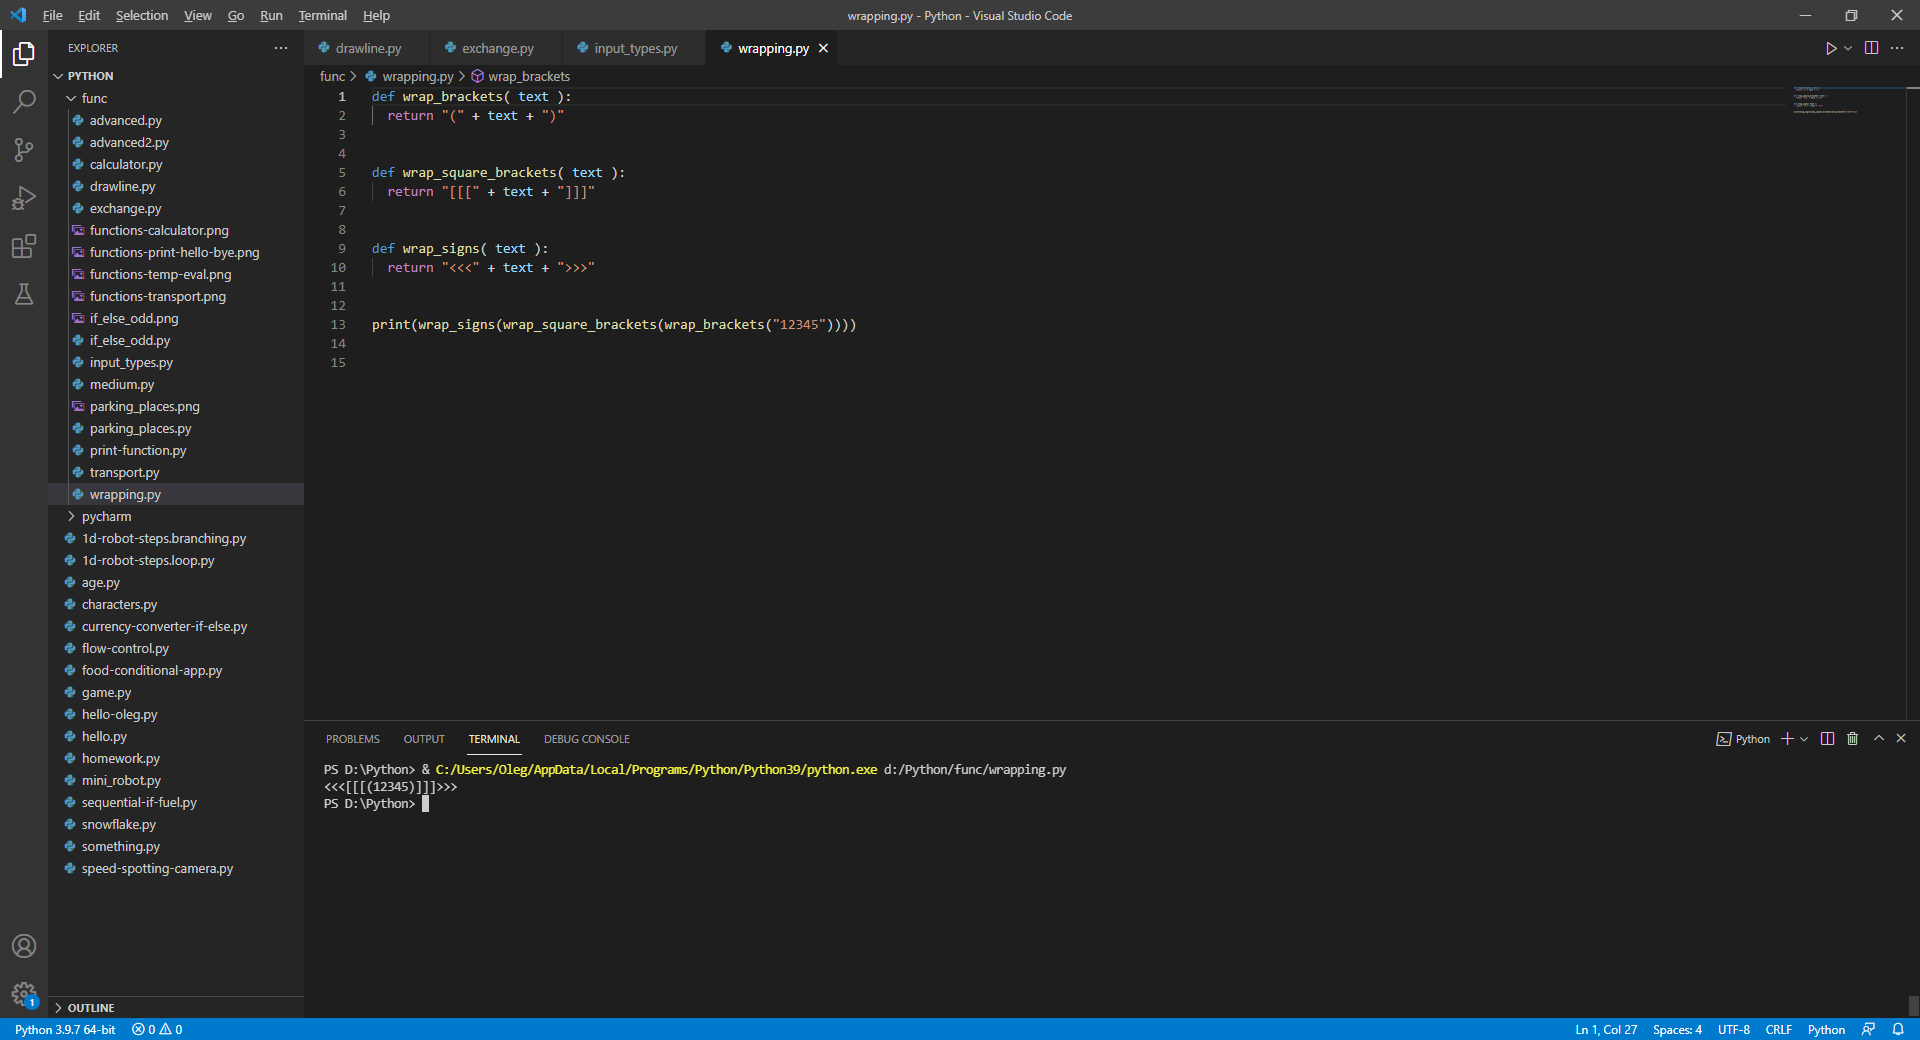 File Edit Selection View Go Run Terminal Help
wrapping.py - Python - Visual Studio Code
EXPLORER
PYTHON
func
advanced.py
advanced2.py
calculator.py
drawline.py
exchange.py
functions-calculator.png
functions-print-hello-bye.png
functions-temp-eval.png
functions-transport.png
if_else_odd.png
if_else_odd.py
input_types.py
medium.py
parking_places.png
parking_places.py
print-function.py
transport.py
wrapping.py
pycharm
1d-robot-steps.branching.py
1d-robot-steps.loop.py
age.py
characters.py
currency-converter-if-else.py
flow-control.py
food-conditional-app.py
game.py
hello-oleg.py
hello.py
homework.py
mini_robot.py
sequential-if-fuel.py
snowflake.py
something.py
speed-spotting-camera.py
OUTLINE
1
drawline.py exchange.py input_types.py wrapping.py
func > wrapping.py > wrap_brackets
1 def wrap_brackets( text ):
2 return "(" + text + ")"
3
4
5 def wrap_square_brackets( text ):
6 return "[[[" + text + "]]]"
7
8
9 def wrap_signs( text ):
10 return "<<<" + text + ">>>"
11
12
13 print(wrap_signs(wrap_square_brackets(wrap_brackets("12345"))))
14
15
PROBLEMS OUTPUT TERMINAL DEBUG CONSOLE
Python
PS D:\Python> & C:/Users/Oleg/AppData/Local/Programs/Python/Python39/python.exe d:/Python/func/wrapping.py
<<<[[[(12345)]]]>>>
PS D:\Python>
Python 3.9.7 64-bit 0 0
Ln 1, Col 27 Spaces: 4 UTF-8 CRLF Python